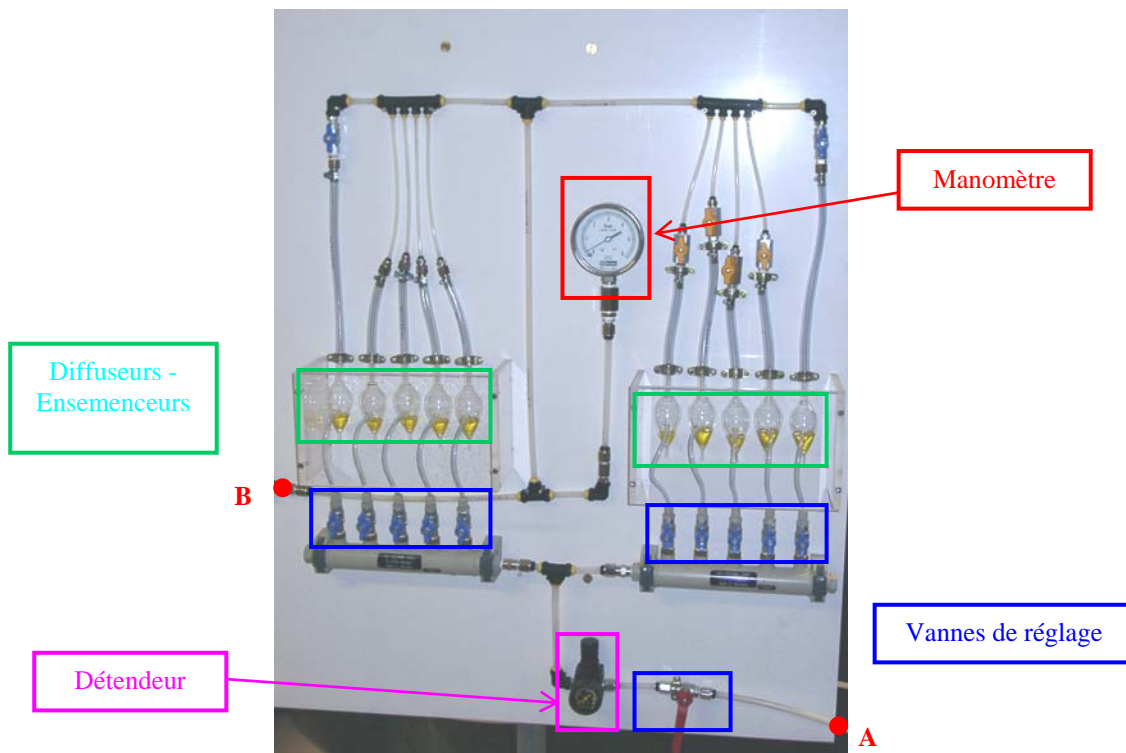 Manomètre
Diffuseurs -
Ensemenceurs
B
Vannes de réglage
Détendeur
A